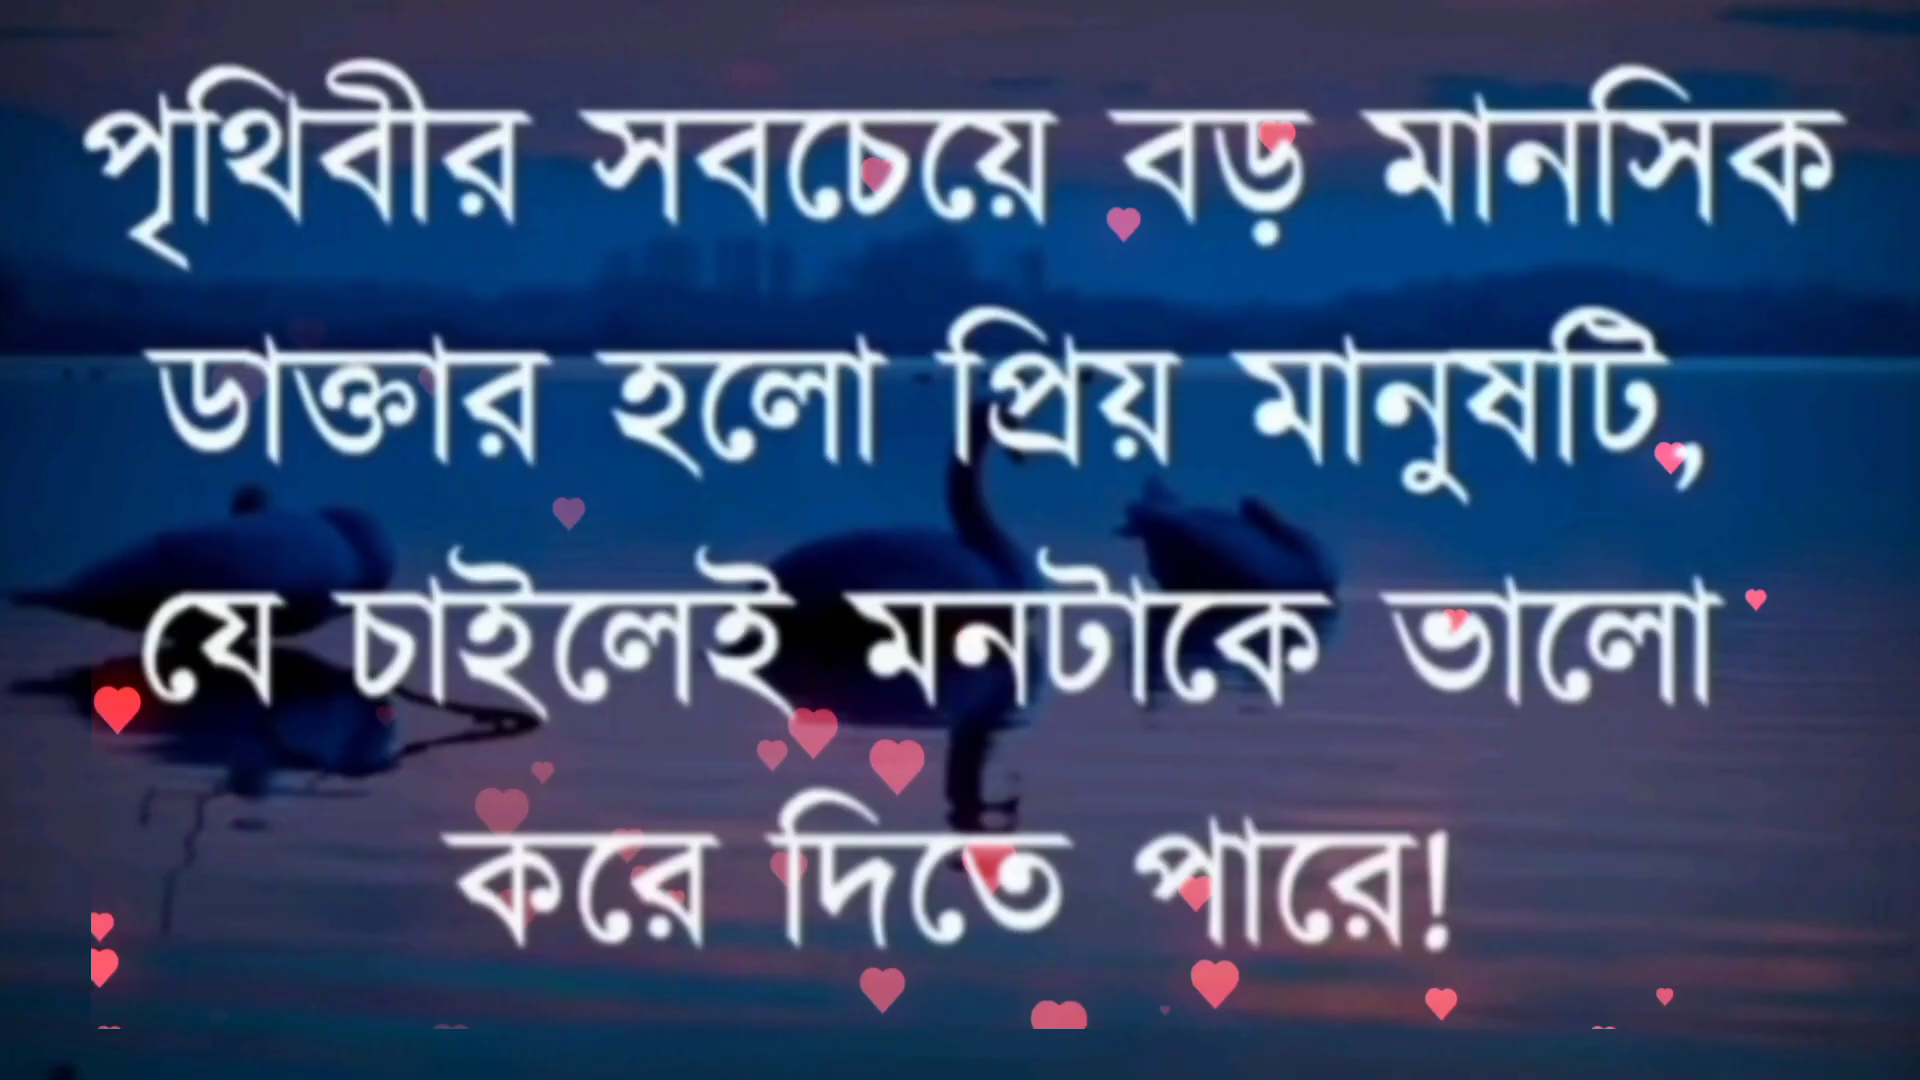 পৃথিবীর সবচেয়ে বড় মানসিক
ডাক্তার হলো প্রিয় মানুষটি,
যে চাইলেই মনটাকে ভালো
করে দিতে পারে!